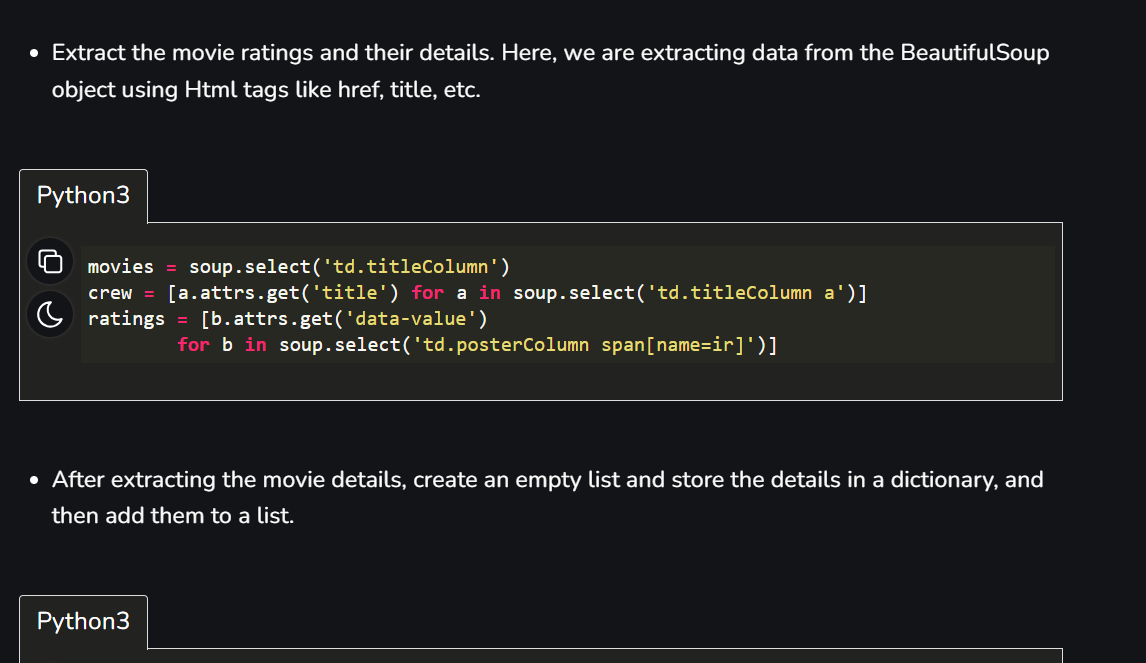 • Extract the movie ratings and their details. Here, we are extracting data from the BeautifulSoup
object using Html tags like href, title, etc.
Python3
movies = soup.select('td.titleColumn')
crew = [a.attrs.get('title') for a in soup.select('td.titleColumn a')]
ratings = [b.attrs.get('data-value')
        for b in soup.select('td.posterColumn span[name=ir]')]
• After extracting the movie details, create an empty list and store the details in a dictionary, and
then add them to a list.
Python3